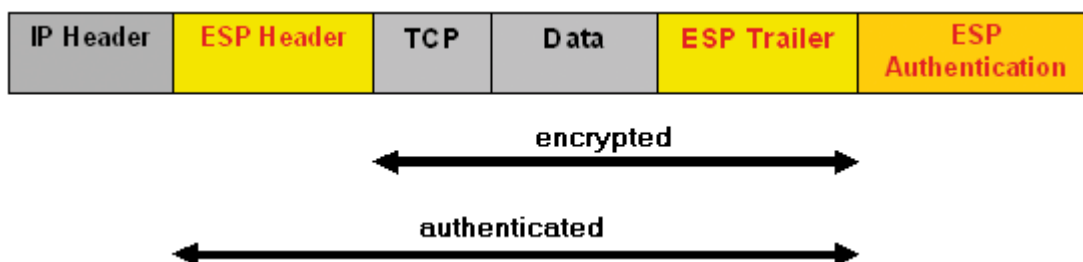 IP Header
ESP Header
TCP
Data
ESP Trailer
ESP
Authentication
encrypted
authenticated